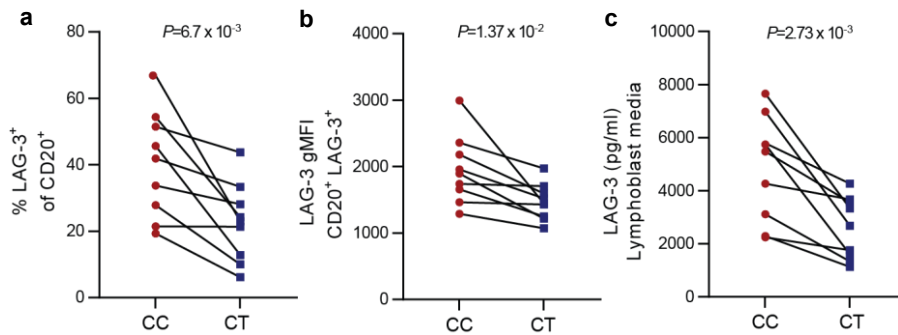 a
P=6.7 x 10⁻³
% LAG-3⁺
of CD20⁺
80
60
40
20
0
CC
CT
b
P=1.37 x 10⁻²
LAG-3 gMFI
CD20⁺ LAG-3⁺
4000
3000
2000
1000
0
CC
CT
c
P=2.73 x 10⁻³
LAG-3 (pg/ml)
Lymphoblast media
10000
8000
6000
4000
2000
0
CC
CT